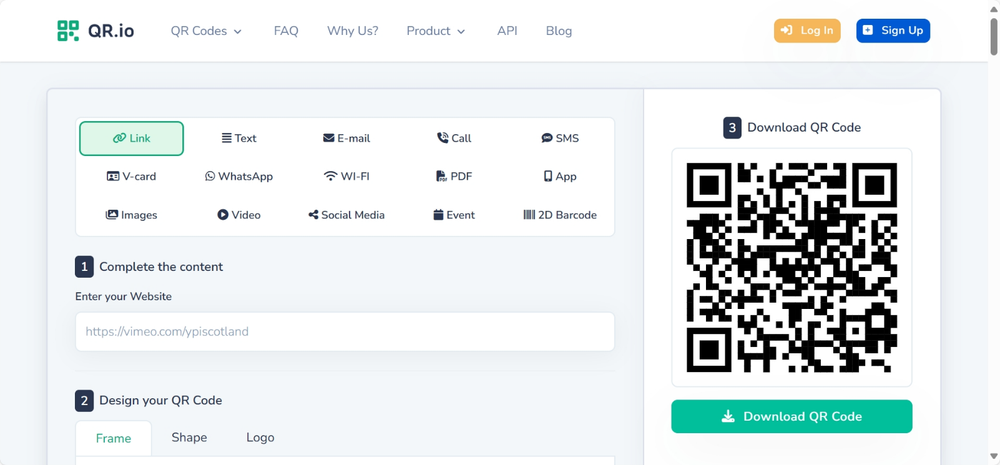 QR.io QR Codes FAQ Why Us? Product API Blog Log In Sign Up
Link Text E-mail Call SMS
V-card WhatsApp WI-FI PDF App
Images Video Social Media Event 2D Barcode
1 Complete the content
Enter your Website
https://vimeo.com/ypiscotland
2 Design your QR Code
Frame Shape Logo
3 Download QR Code
Download QR Code